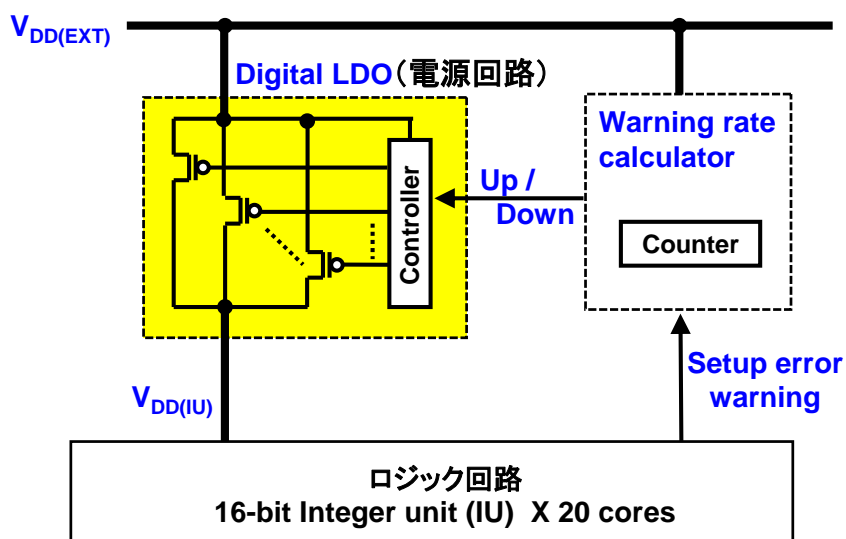 VDD(EXT)
Digital LDO（電源回路）
Warning rate
calculator
Up /
Down
Controller
Counter
Setup error
warning
VDD(IU)
ロジック回路
16-bit Integer unit (IU) X 20 cores